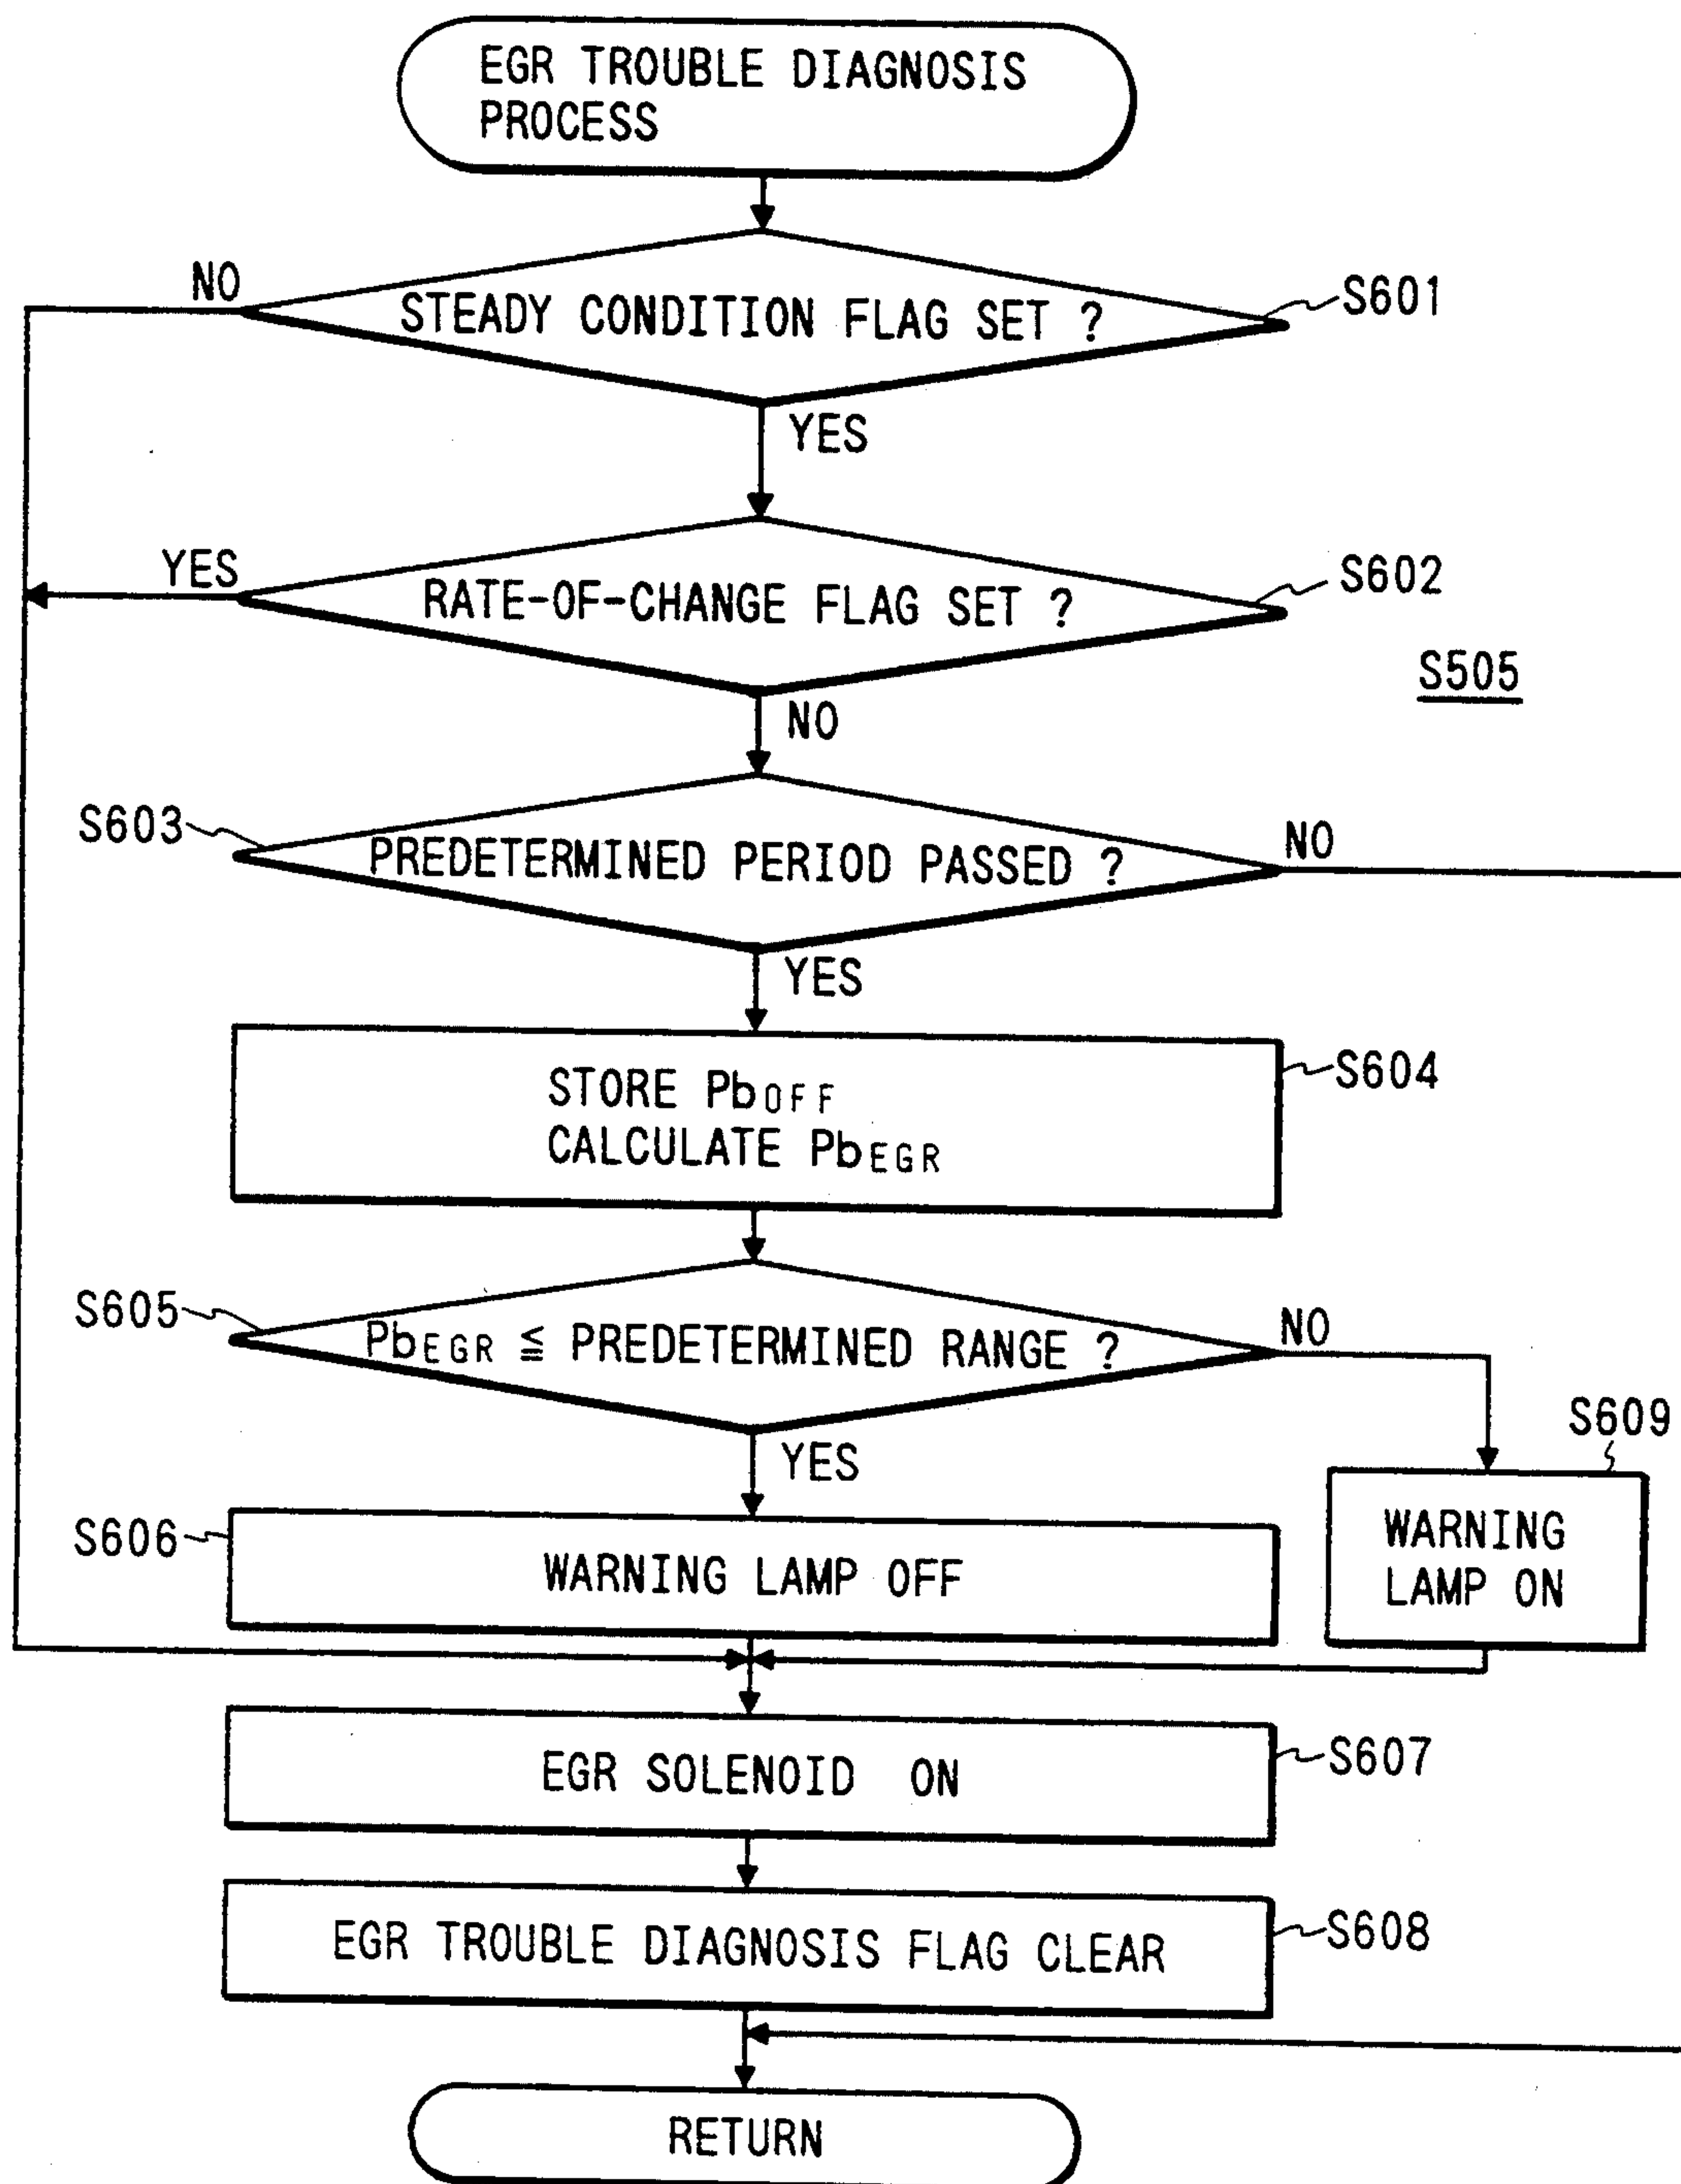 EGR TROUBLE DIAGNOSIS
PROCESS
NO
STEADY CONDITION FLAG SET ?
S601
YES
YES
RATE-OF-CHANGE FLAG SET ?
S602
S505
NO
S603
PREDETERMINED PERIOD PASSED ?
NO
YES
STORE PbOFF
CALCULATE PbEGR
S604
S605
PbEGR ≦ PREDETERMINED RANGE ?
NO
S609
YES
S606
WARNING LAMP OFF
WARNING
LAMP ON
EGR SOLENOID ON
S607
EGR TROUBLE DIAGNOSIS FLAG CLEAR
S608
RETURN